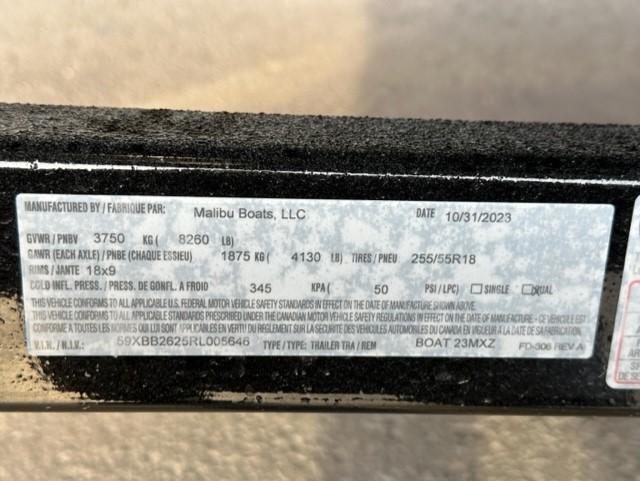 MANUFACTURED BY / FABRIQUE PAR: Malibu Boats, LLC DATE 10/31/2023
GVWR / PNBV 3750 KG ( 8260 LB)
GAWR (EACH AXLE) / PNBE (CHAQUE ESSIEU) 1875 KG ( 4130 LB) TIRES / PNEU 255/55R18
RIMS / JANTE 18x9
COLD INFL. PRESS. / PRESS. DE GONFL. A FROID 345 KPA ( 50 PSI / LPC) SINGLE DUAL
THIS VEHICLE CONFORMS TO ALL APPLICABLE U.S. FEDERAL MOTOR VEHICLE SAFETY STANDARDS IN EFFECT ON THE DATE OF MANUFACTURE SHOWN ABOVE.
THIS VEHICLE CONFORMS TO ALL APPLICABLE STANDARDS PRESCRIBED UNDER THE CANADIAN MOTOR VEHICLE SAFETY REGULATIONS IN EFFECT ON THE DATE OF MANUFACTURE. / CE VEHICULE EST
CONFORME A TOUTES LES NORMES QUI LUI SONT APPLICABLES EN VERTU DU REGLEMENT SUR LA SECURITE DES VEHICULES AUTOMOBILES DU CANADA EN VIGUEUR A LA DATE DE SA FABRICATION
V.I.N. / N.I.V.: 59XBB2625RL005646 TYPE / TYPE: TRAILER TRA / REM BOAT 23MXZ FD-306 REV A